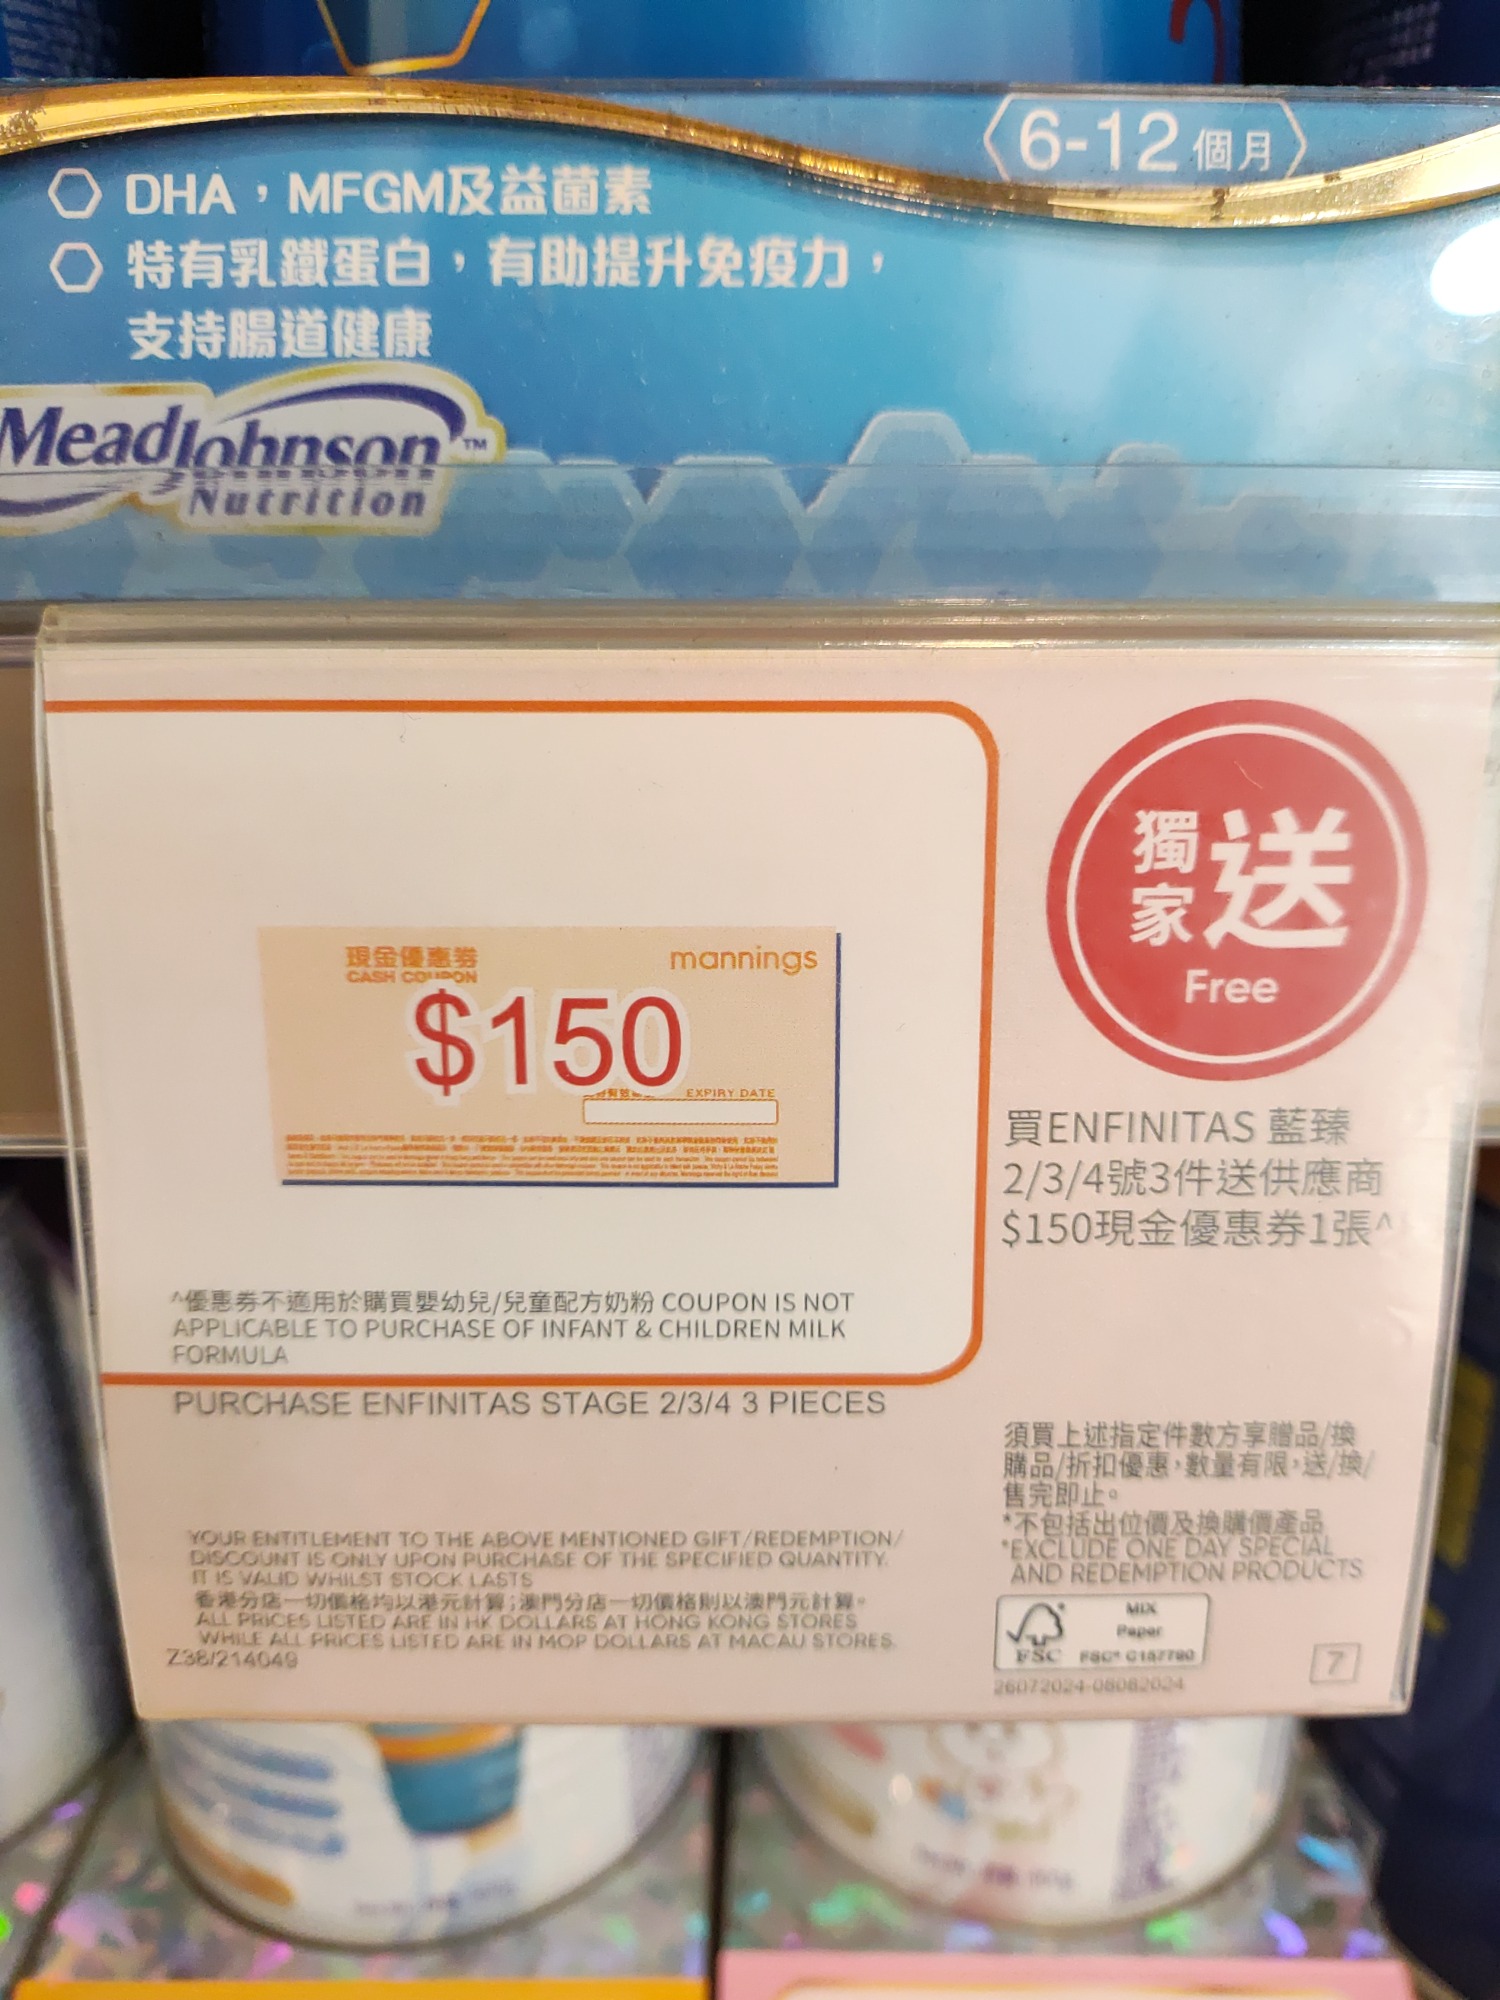 6-12個月
DHA，MFGM及益菌素
特有乳鐵蛋白，有助提升免疫力，
支持腸道健康
MeadJohnson™
Nutrition
獨家送
Free
現金優惠券
mannings
CASH COUPON
$150
EXPIRY DATE
買ENFINITAS 藍臻
2/3/4號3件送供應商
$150現金優惠券1張^
^優惠券不適用於購買嬰幼兒/兒童配方奶粉 COUPON IS NOT
APPLICABLE TO PURCHASE OF INFANT & CHILDREN MILK
FORMULA
PURCHASE ENFINITAS STAGE 2/3/4 3 PIECES
須買上述指定件數方享贈品/換
購品/折扣優惠，數量有限，送/換/
售完即止。
*不包括出位價及換購價產品
*EXCLUDE ONE DAY SPECIAL
AND REDEMPTION PRODUCTS
YOUR ENTITLEMENT TO THE ABOVE MENTIONED GIFT/REDEMPTION/
DISCOUNT IS ONLY UPON PURCHASE OF THE SPECIFIED QUANTITY.
IT IS VALID WHILST STOCK LASTS
香港分店一切價格均以港元計算；澳門分店一切價格則以澳門元計算。
ALL PRICES LISTED ARE IN HK DOLLARS AT HONG KONG STORES
WHILE ALL PRICES LISTED ARE IN MOP DOLLARS AT MACAU STORES.
Z38/214049
MIX
Paper
FSC
FSC® C157790
26072024-08082024
7